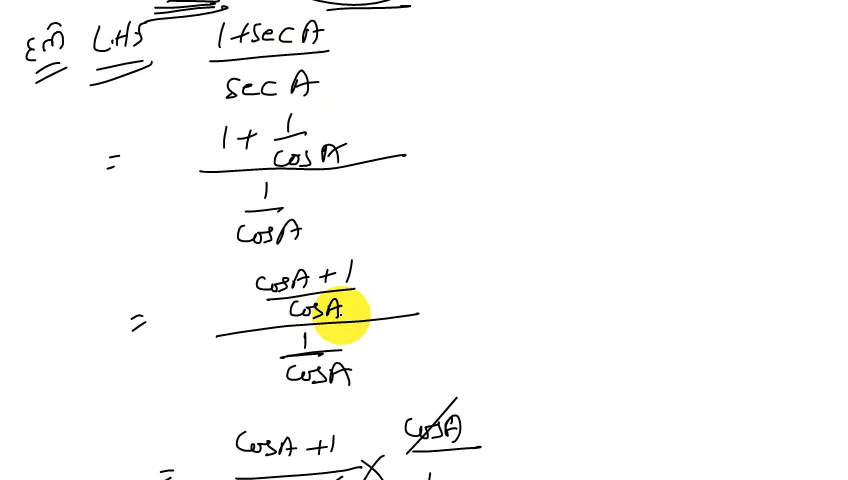 LHS 1+secA
secA
= 1 + 1
cosA
1
cosA
= cosA + 1
cosA
1
cosA
= cosA + 1 × cosA